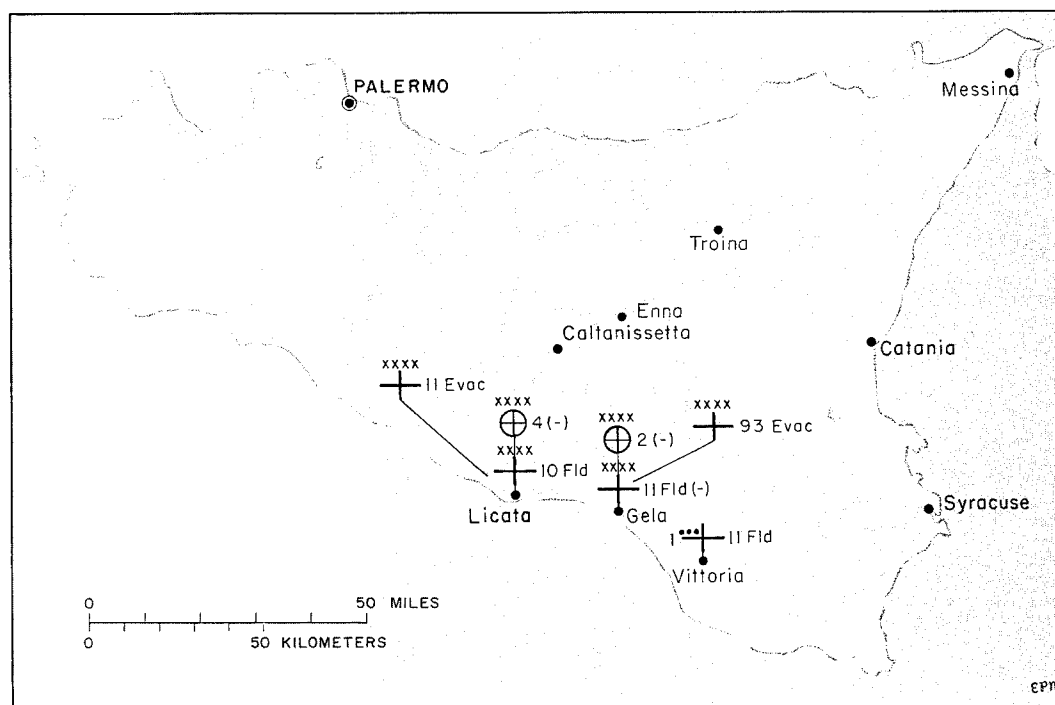 PALERMO
Messina
Troina
Enna
Caltanissetta
Catania
xxxx
11 Evac
xxxx
4 (-)
xxxx
10 Fld
Licata
xxxx
2 (-)
xxxx
11 Fld (-)
Gela
xxxx
93 Evac
1 ••• 11 Fld
Vittoria
Syracuse
0 50 MILES
0 50 KILOMETERS